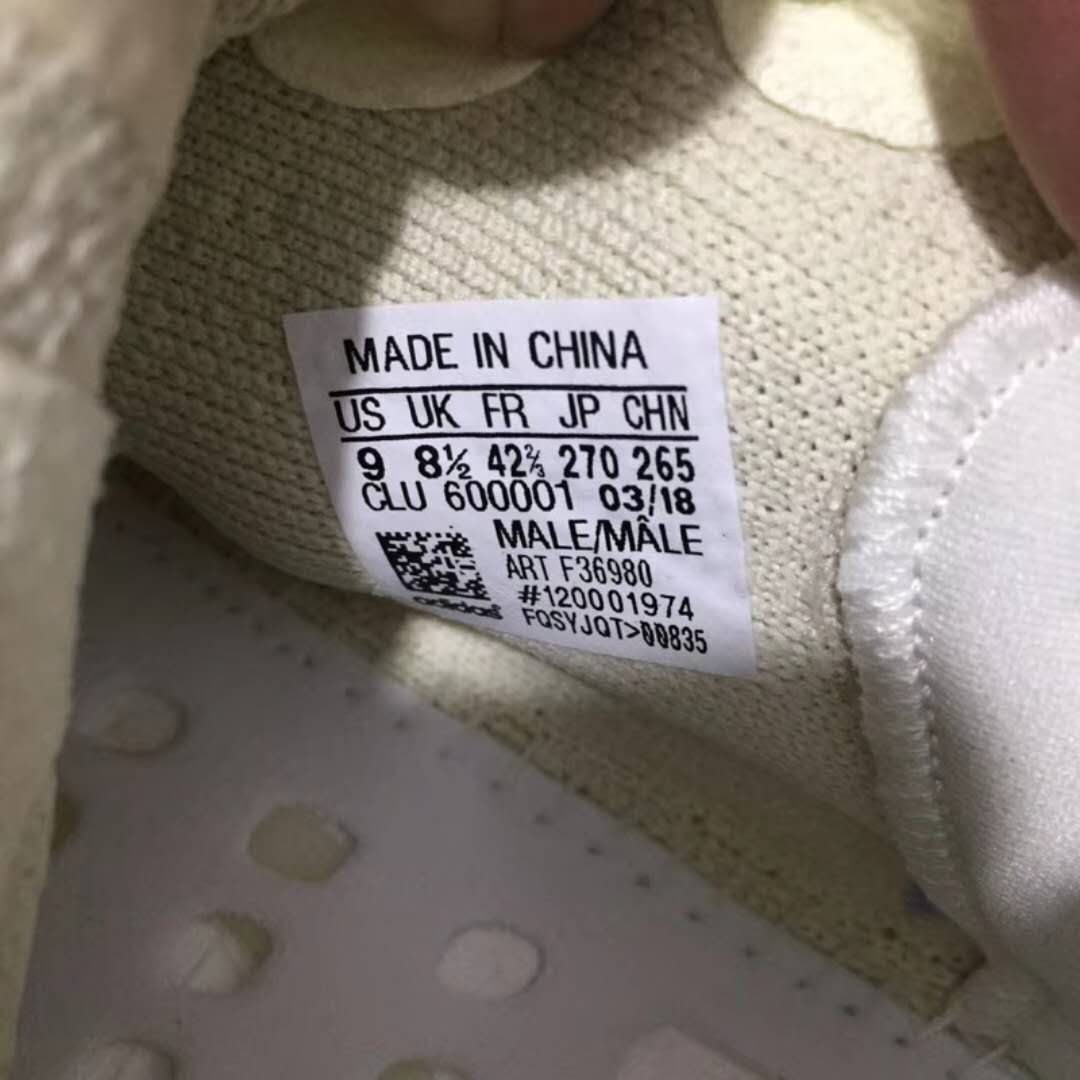 MADE IN CHINA
US UK FR JP CHN
9 8½ 42⅔ 270 265
CLU 600001 03/18
MALE/MÂLE
ART F36980
#120001974
adidas
FQSYJQT>00835